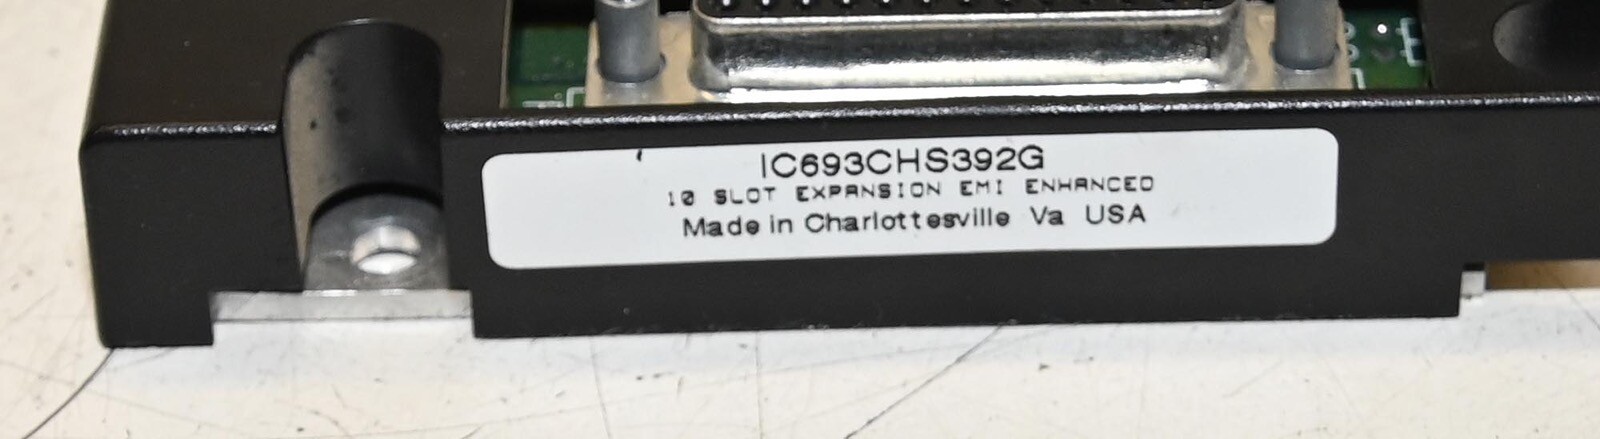 IC693CHS392G
10 SLOT EXPANSION EMI ENHANCED
Made in Charlottesville Va USA